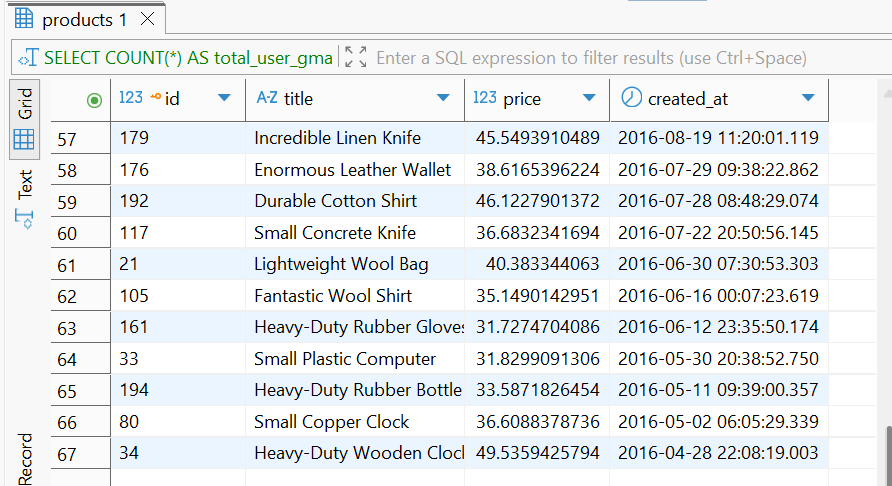 products 1
SELECT COUNT(*) AS total_user_gma Enter a SQL expression to filter results (use Ctrl+Space)
Grid
Text
Record
123 id A-Z title 123 price created_at
57 179 Incredible Linen Knife 45.5493910489 2016-08-19 11:20:01.119
58 176 Enormous Leather Wallet 38.6165396224 2016-07-29 09:38:22.862
59 192 Durable Cotton Shirt 46.1227901372 2016-07-28 08:48:29.074
60 117 Small Concrete Knife 36.6832341694 2016-07-22 20:50:56.145
61 21 Lightweight Wool Bag 40.383344063 2016-06-30 07:30:53.303
62 105 Fantastic Wool Shirt 35.1490142951 2016-06-16 00:07:23.619
63 161 Heavy-Duty Rubber Gloves 31.7274704086 2016-06-12 23:35:50.174
64 33 Small Plastic Computer 31.8299091306 2016-05-30 20:38:52.750
65 194 Heavy-Duty Rubber Bottle 33.5871826454 2016-05-11 09:39:00.357
66 80 Small Copper Clock 36.6088378736 2016-05-02 06:05:29.339
67 34 Heavy-Duty Wooden Cloc 49.5359425794 2016-04-28 22:08:19.003